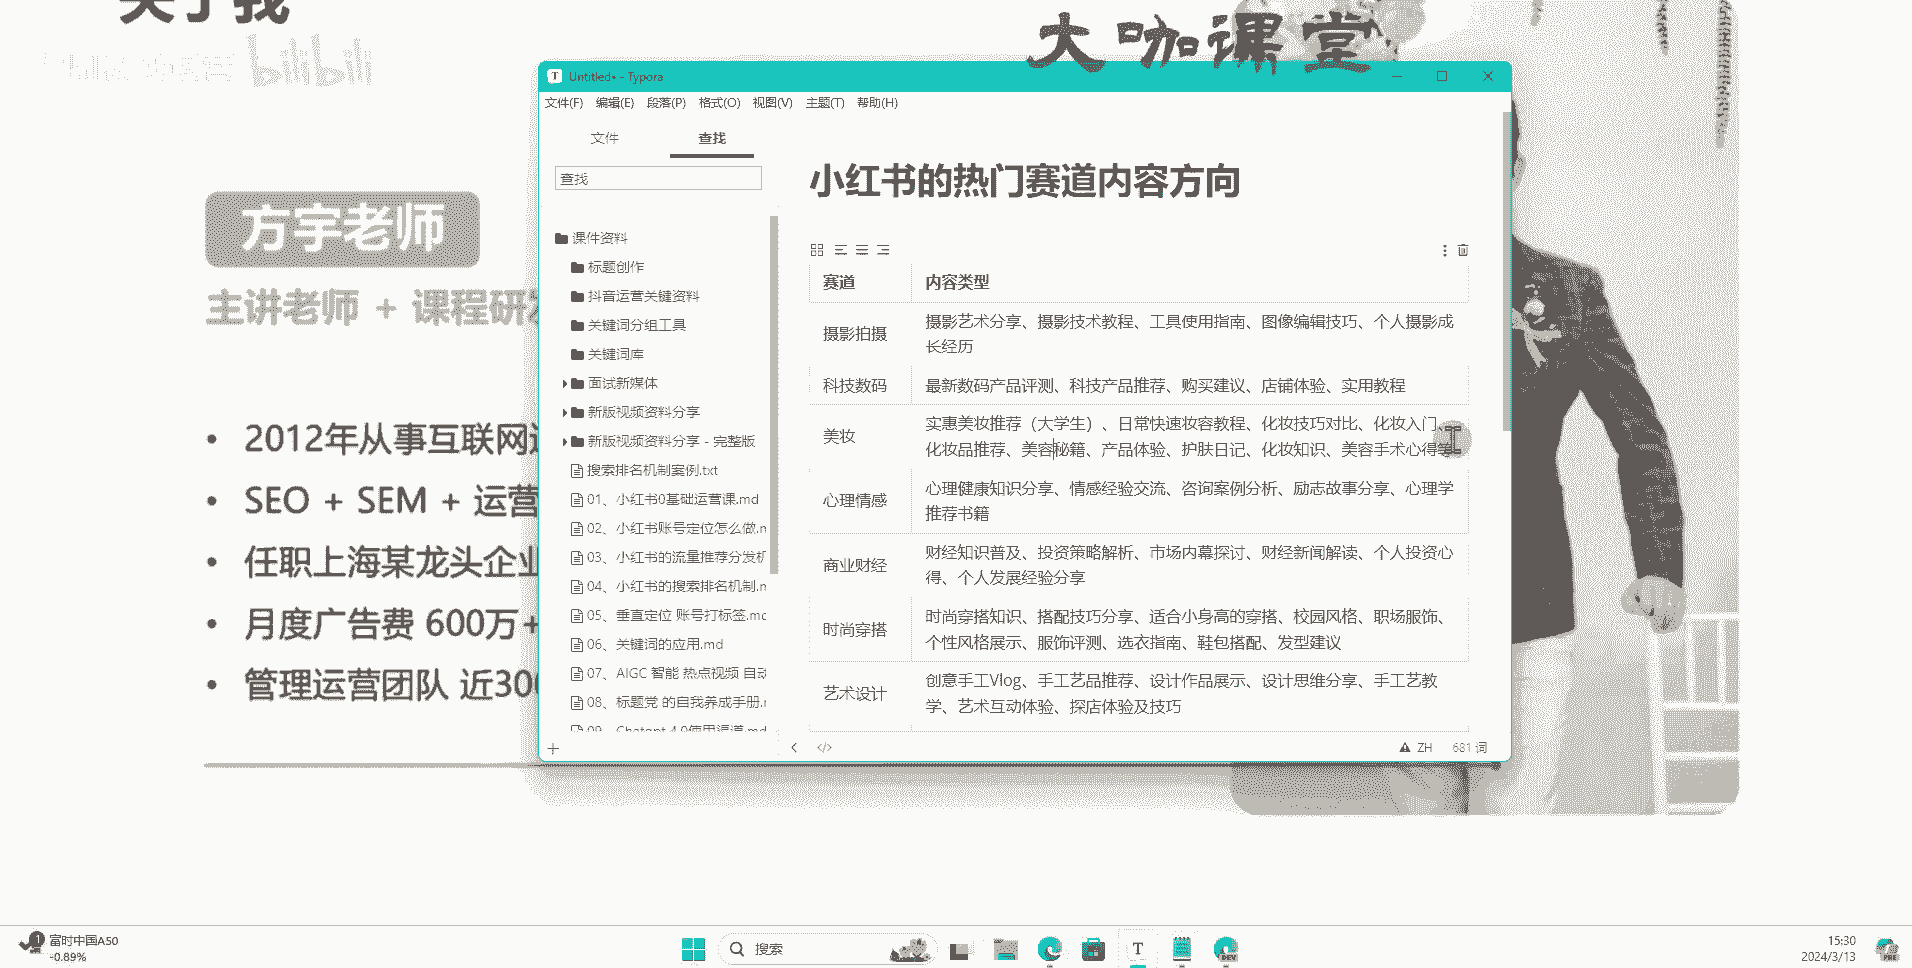 关于我
bilibili
大咖课堂
方宇老师
主讲老师 + 课程研发
2012年从事互联网
SEO + SEM + 运营
任职上海某龙头企业
月度广告费 600万+
管理运营团队 近300
Untitled• - Typora
文件(F) 编辑(E) 段落(P) 格式(O) 视图(V) 主题(T) 帮助(H)
文件 查找
查找
课件资料
标题创作
抖音运营关键资料
关键词分组工具
关键词库
面试新媒体
新版视频资料分享
新版视频资料分享 - 完整版
搜索排名机制案例.txt
01、小红书0基础运营课.md
02、小红书账号定位怎么做.m
03、小红书的流量推荐分发机
04、小红书的搜索排名机制.m
05、垂直定位 账号打标签.md
06、关键词的应用.md
07、AIGC 智能 热点视频 自动
08、标题党 的自我养成手册.m
09、Chatgpt 4.0使用渠道.md
小红书的热门赛道内容方向
赛道 内容类型
摄影拍摄 摄影艺术分享、摄影技术教程、工具使用指南、图像编辑技巧、个人摄影成
长经历
科技数码 最新数码产品评测、科技产品推荐、购买建议、店铺体验、实用教程
美妆 实惠美妆推荐（大学生）、日常快速妆容教程、化妆技巧对比、化妆入门、
化妆品推荐、美容秘籍、产品体验、护肤日记、化妆知识、美容手术心得等
心理情感 心理健康知识分享、情感经验交流、咨询案例分析、励志故事分享、心理学
推荐书籍
商业财经 财经知识普及、投资策略解析、市场内幕探讨、财经新闻解读、个人投资心
得、个人发展经验分享
时尚穿搭 时尚穿搭知识、搭配技巧分享、适合小身高的穿搭、校园风格、职场服饰、
个性风格展示、服饰评测、选衣指南、鞋包搭配、发型建议
艺术设计 创意手工Vlog、手工艺品推荐、设计作品展示、设计思维分享、手工艺教
学、艺术互动体验、探店体验及技巧
ZH 681 词
富时中国A50
-0.89%
搜索
15:30
2024/3/13